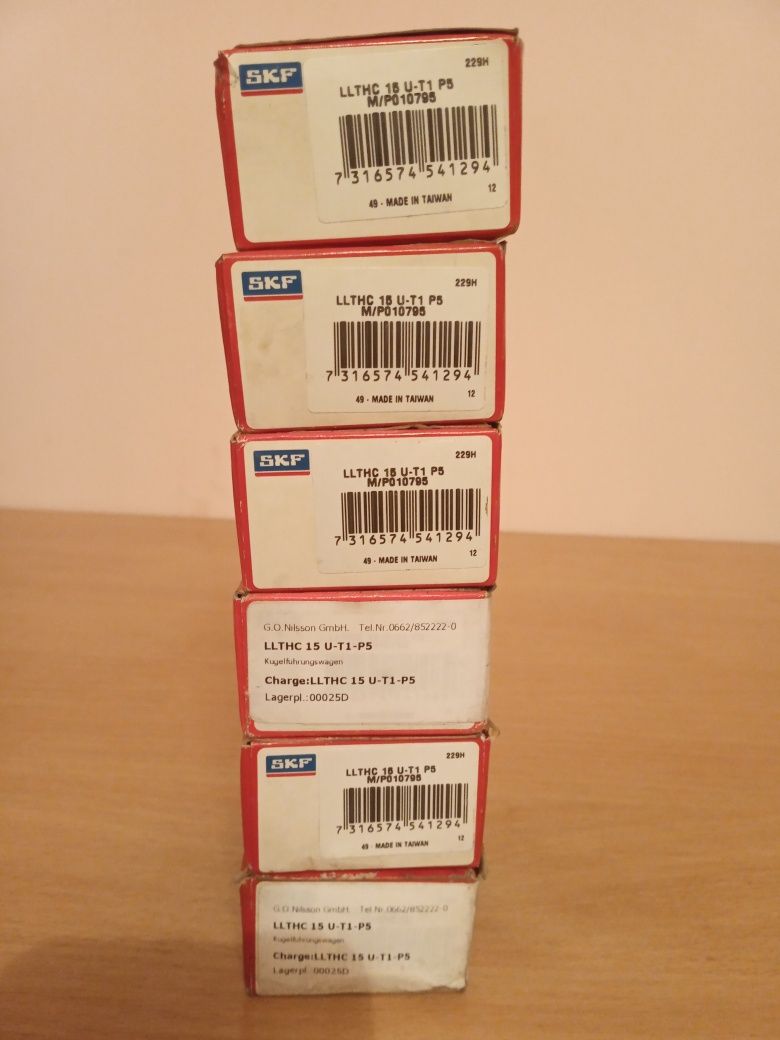 SKF
229H
LLTHC 15 U-T1 P5
M/P010795
7 316574 541294
12
49 - MADE IN TAIWAN
SKF
229H
LLTHC 15 U-T1 P5
M/P010795
7 316574 541294
12
49 - MADE IN TAIWAN
SKF
229H
LLTHC 15 U-T1 P5
M/P010795
7 316574 541294
12
49 - MADE IN TAIWAN
G.O.Nilsson GmbH. Tel.Nr.0662/852222-0
LLTHC 15 U-T1-P5
Kugelführungswagen
Charge:LLTHC 15 U-T1-P5
Lagerpl.:00025D
SKF
229H
LLTHC 15 U-T1 P5
M/P010795
7 316574 541294
12
49 - MADE IN TAIWAN
G.O.Nilsson GmbH. Tel.Nr.0662/852222-0
LLTHC 15 U-T1-P5
Kugelführungswagen
Charge:LLTHC 15 U-T1-P5
Lagerpl.:00025D